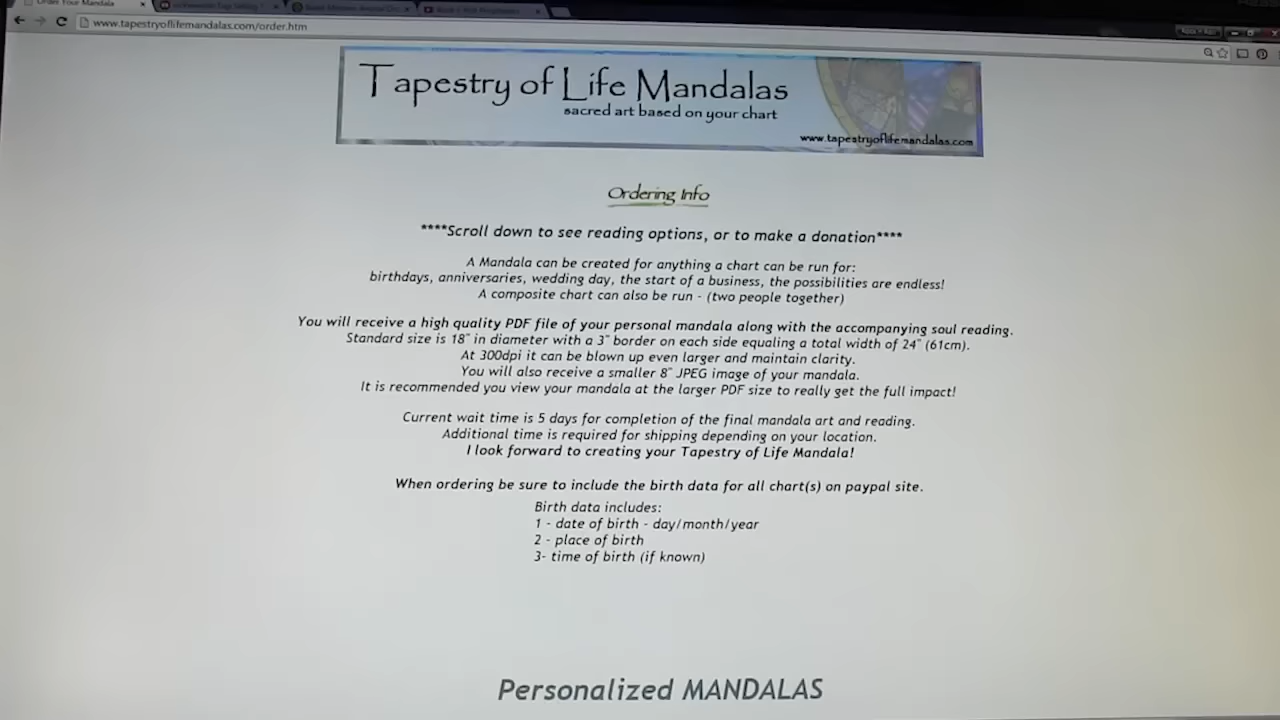 Order Your Mandala
www.tapestryoflifemandalas.com/order.htm
Tapestry of Life Mandalas
sacred art based on your chart
www.tapestryoflifemandalas.com
Ordering Info
****Scroll down to see reading options, or to make a donation****
A Mandala can be created for anything a chart can be run for:
birthdays, anniversaries, wedding day, the start of a business, the possibilities are endless!
A composite chart can also be run - (two people together)
You will receive a high quality PDF file of your personal mandala along with the accompanying soul reading.
Standard size is 18" in diameter with a 3" border on each side equaling a total width of 24" (61cm).
At 300dpi it can be blown up even larger and maintain clarity.
You will also receive a smaller 8" JPEG image of your mandala.
It is recommended you view your mandala at the larger PDF size to really get the full impact!
Current wait time is 5 days for completion of the final mandala art and reading.
Additional time is required for shipping depending on your location.
I look forward to creating your Tapestry of Life Mandala!
When ordering be sure to include the birth data for all chart(s) on paypal site.
Birth data includes:
1 - date of birth - day/month/year
2 - place of birth
3- time of birth (if known)
Personalized MANDALAS